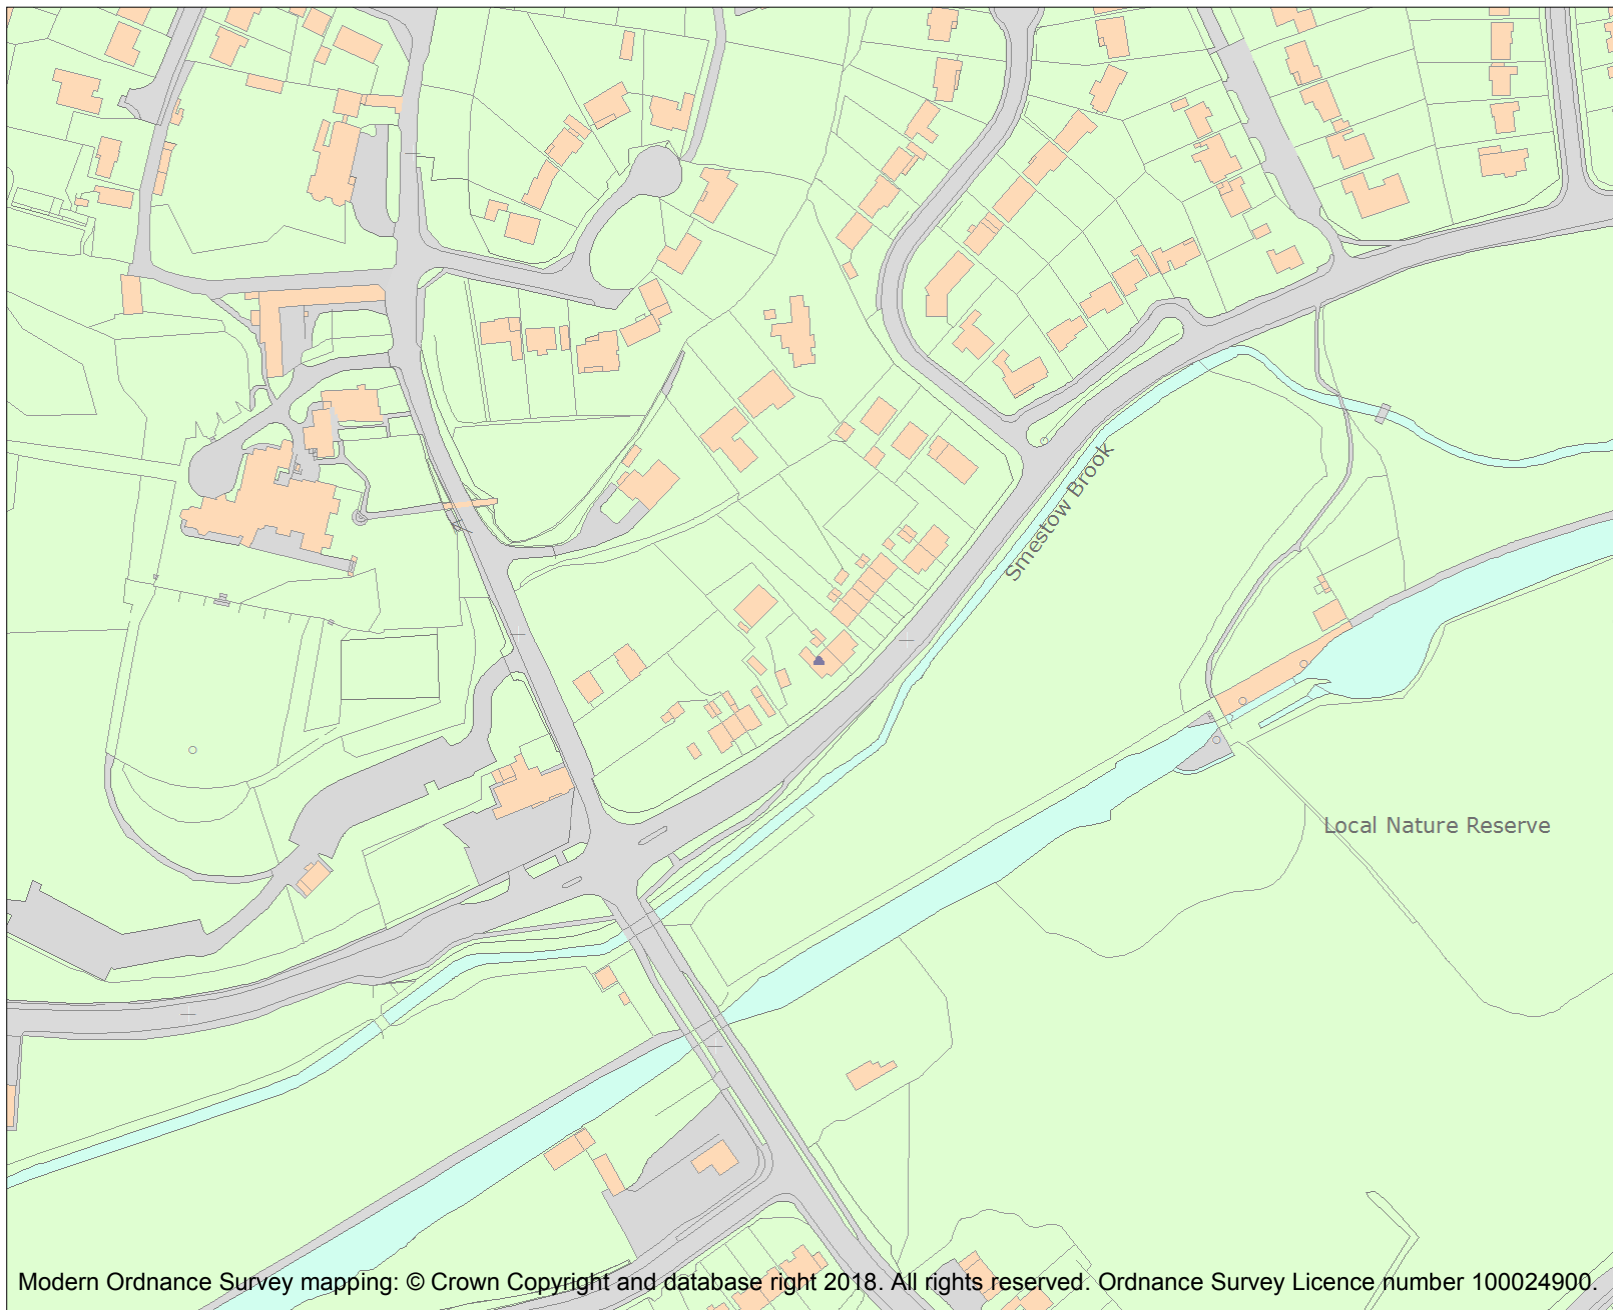 Smestow Brook
Local Nature Reserve
Modern Ordnance Survey mapping: © Crown Copyright and database right 2018. All rights reserved. Ordnance Survey Licence number 100024900.